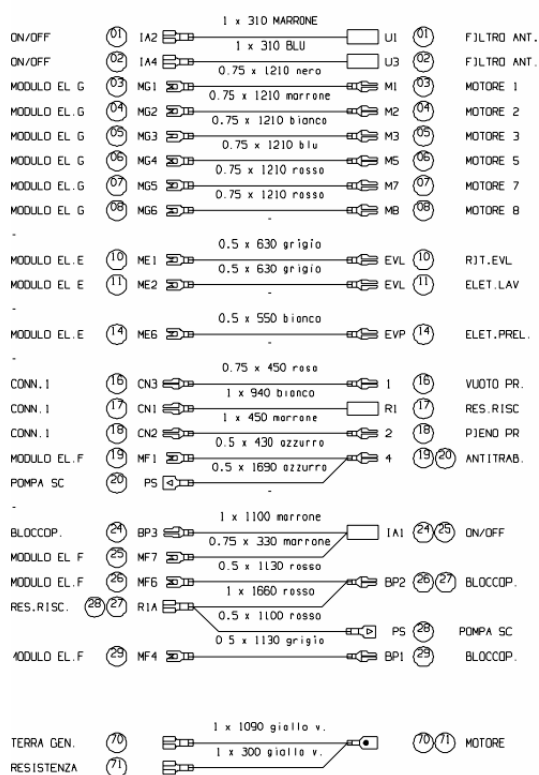 1 x 310 MARRONE
ON/OFF 01 IA2 U1 01 FILTRO ANT.
1 x 310 BLU
ON/OFF 02 IA4 U3 02 FILTRO ANT.
0.75 x 1210 nero
MODULO EL G 03 MG1 M1 03 MOTORE 1
0.75 x 1210 marrone
MODULO EL.G 04 MG2 M2 04 MOTORE 2
0.75 x 1210 bianco
MODULO EL.G 05 MG3 M3 05 MOTORE 3
0.75 x 1210 blu
MODULO EL G 06 MG4 M5 06 MOTORE 5
0.75 x 1210 rosso
MODULO EL.G 07 MG5 M7 07 MOTORE 7
0.75 x 1210 rosso
MODULO EL G 08 MG6 M8 08 MOTORE 8
-
-
0.5 x 630 grigio
MODULO EL.E 10 ME1 EVL 10 RIT.EVL
0.5 x 630 grigio
MODULO EL E 11 ME2 EVL 11 ELET.LAV
-
-
0.5 x 550 bianco
MODULO EL.E 14 ME6 EVP 14 ELET.PREL.
-
-
0.75 x 450 rosa
CONN.1 16 CN3 1 16 VUOTO PR.
1 x 940 bianco
CONN.1 17 CN1 R1 17 RES.RISC
1 x 450 marrone
CONN.1 18 CN2 2 18 PIENO PR
0.5 x 430 azzurro
MODULO EL.F 19 MF1 4 19 20 ANTITRAB.
0.5 x 1690 azzurro
POMPA SC 20 PS
-
-
1 x 1100 marrone
BLOCCOP. 24 BP3 IA1 24 25 ON/OFF
0.75 x 330 marrone
MODULO EL F 25 MF7
0.5 x 1130 rosso
MODULO EL.F 26 MF6 BP2 26 27 BLOCCOP.
1 x 1660 rosso
RES.RISC. 28 27 R1A
0.5 x 1100 rosso
PS 28 POMPA SC
0 5 x 1130 grigio
MODULO EL.F 29 MF4 BP1 29 BLOCCOP.
1 x 1090 giallo v.
TERRA GEN. 70 70 71 MOTORE
1 x 300 giallo v.
RESISTENZA 71